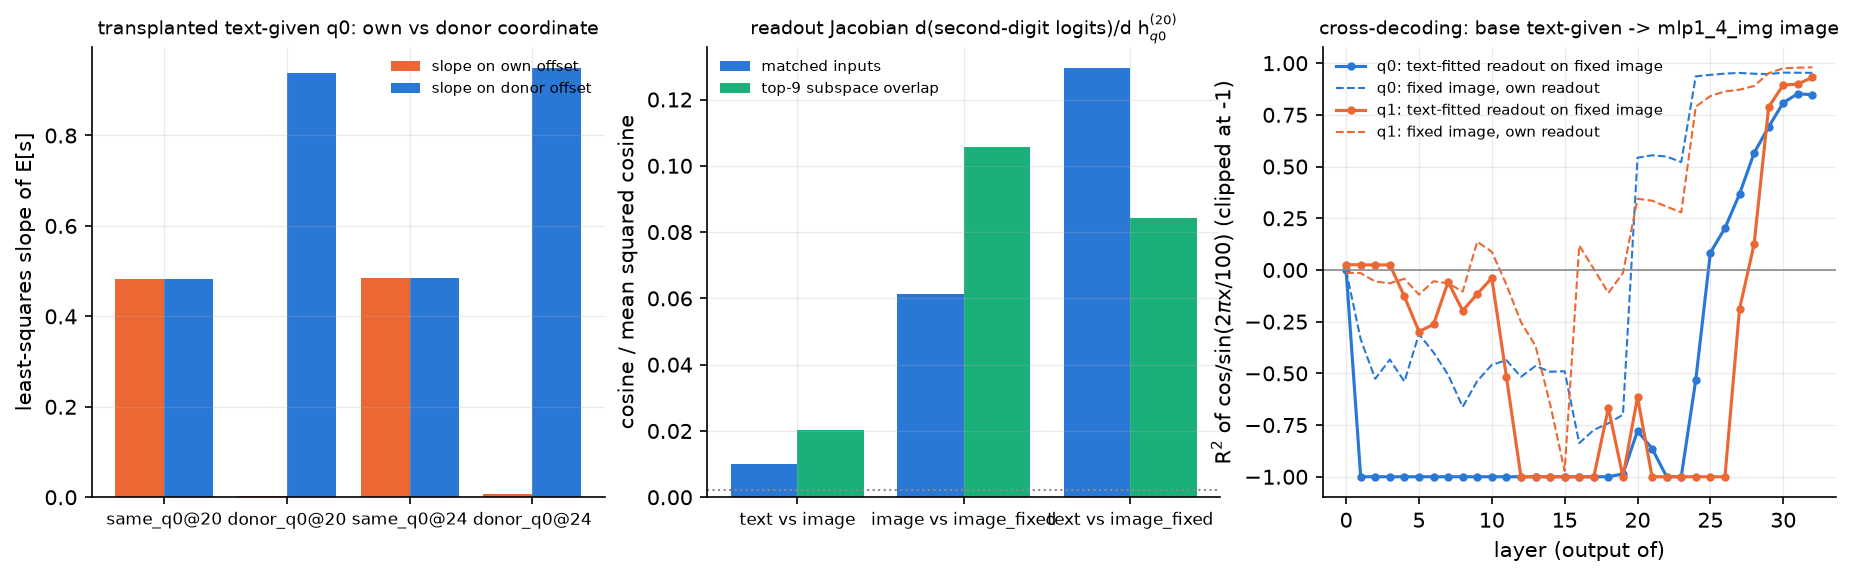 transplanted text-given q0: own vs donor coordinate
slope on own offset
slope on donor offset
least-squares slope of E[s]
0.8
0.6
0.4
0.2
0.0
same_q0@20 donor_q0@20 same_q0@24 donor_q0@24
readout Jacobian d(second-digit logits)/d h_{q0}^{(20)}
matched inputs
top-9 subspace overlap
cosine / mean squared cosine
0.12
0.10
0.08
0.06
0.04
0.02
0.00
text vs image
image vs image_fixed
text vs image_fixed
cross-decoding: base text-given -> mlp1_4_img image
q0: text-fitted readout on fixed image
q0: fixed image, own readout
q1: text-fitted readout on fixed image
q1: fixed image, own readout
R² of cos/sin(2πx/100) (clipped at -1)
1.00
0.75
0.50
0.25
0.00
−0.25
−0.50
−0.75
−1.00
0 5 10 15 20 25 30
layer (output of)